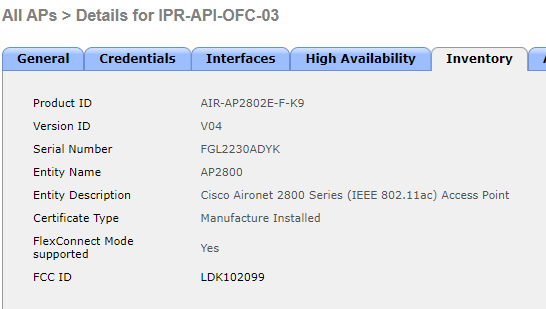 All APs > Details for IPR-API-OFC-03
General Credentials Interfaces High Availability Inventory
Product ID AIR-AP2802E-F-K9
Version ID V04
Serial Number FGL2230ADYK
Entity Name AP2800
Entity Description Cisco Aironet 2800 Series (IEEE 802.11ac) Access Point
Certificate Type Manufacture Installed
FlexConnect Mode
supported Yes
FCC ID LDK102099